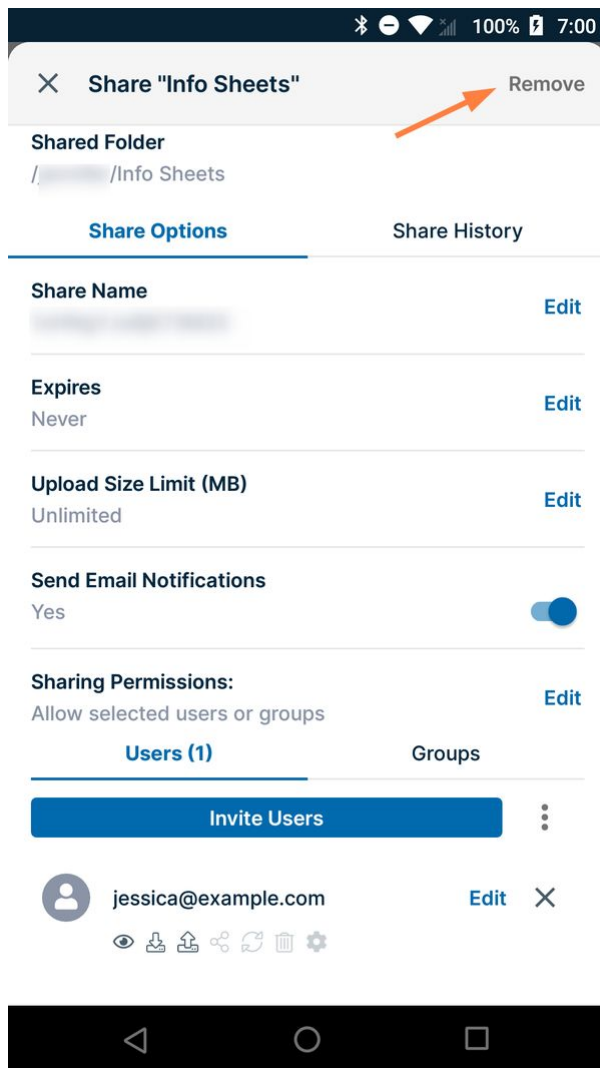 100% 7:00
Share "Info Sheets"
Remove
Shared Folder
/ /Info Sheets
Share Options
Share History
Share Name
Edit
Expires
Never
Edit
Upload Size Limit (MB)
Unlimited
Edit
Send Email Notifications
Yes
Sharing Permissions:
Allow selected users or groups
Edit
Users (1)
Groups
Invite Users
jessica@example.com
Edit